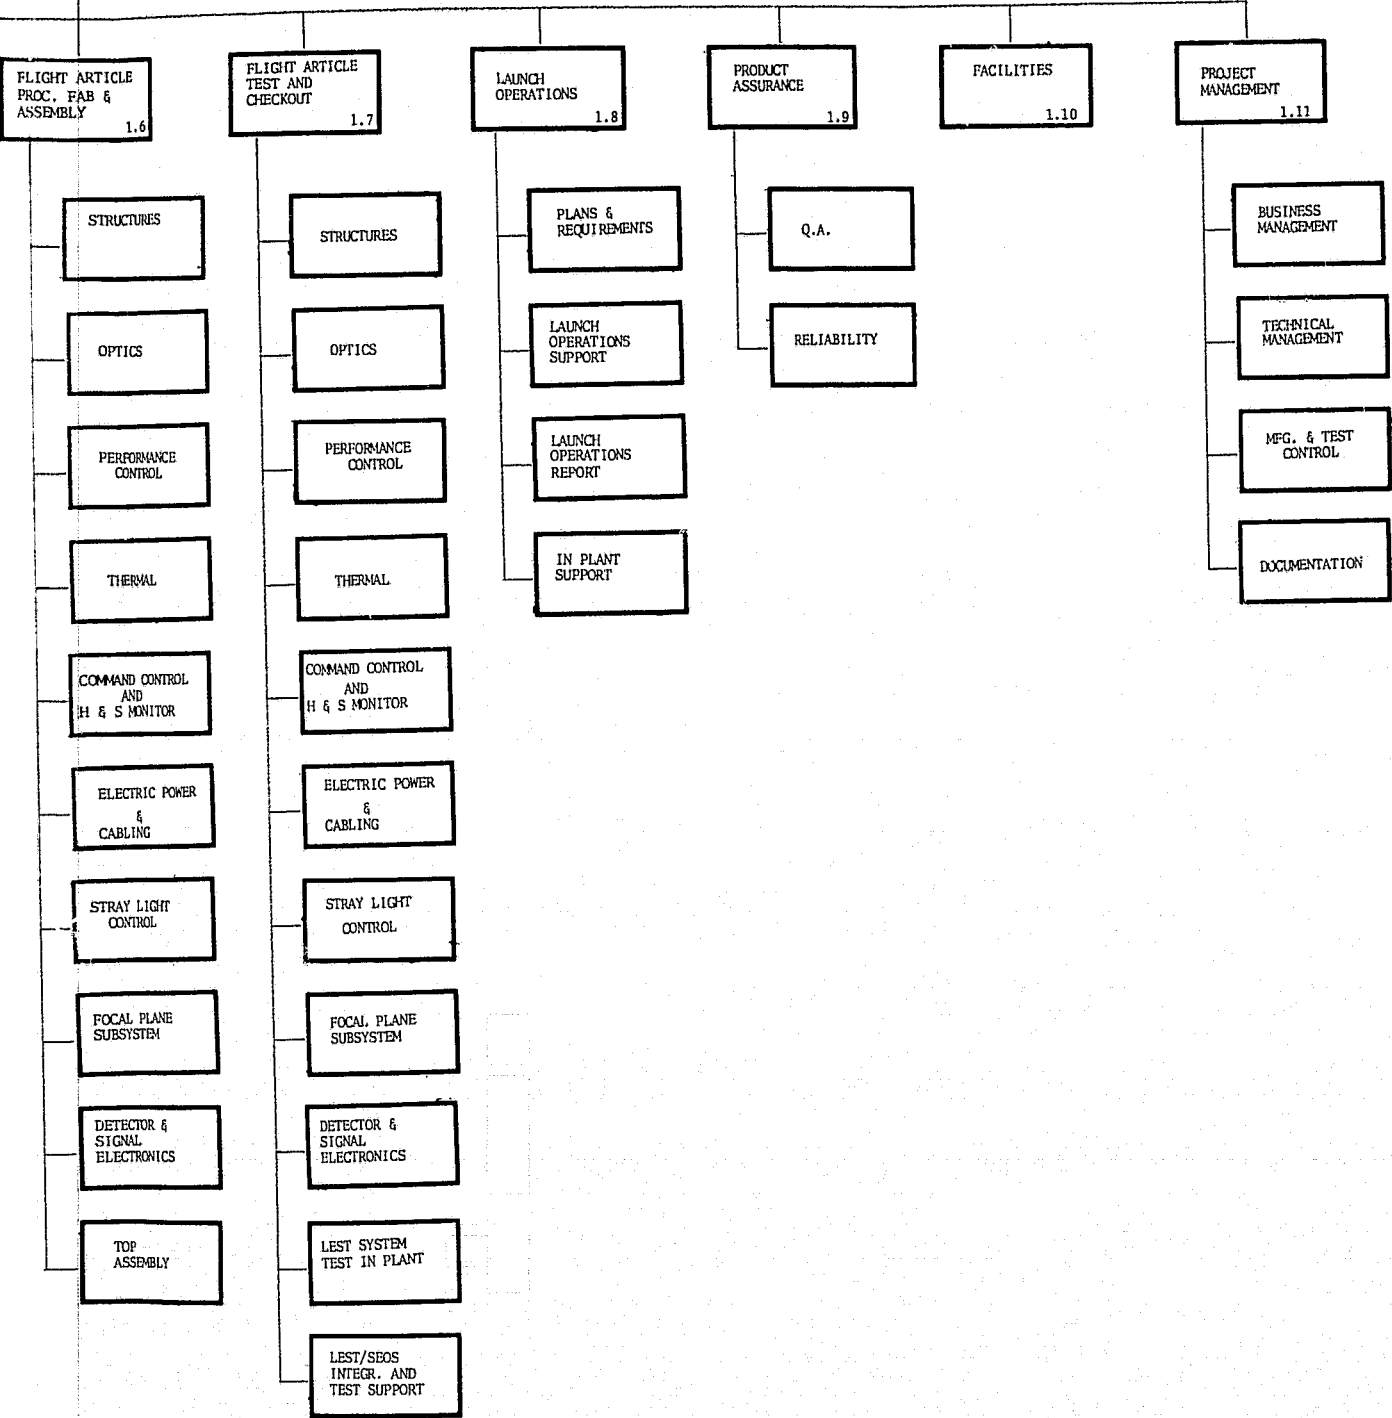 FLIGHT ARTICLE
PROC. FAB &
ASSEMBLY
1.6
STRUCTURES
OPTICS
PERFORMANCE
CONTROL
THERMAL
COMMAND CONTROL
AND
H & S MONITOR
ELECTRIC POWER
&
CABLING
STRAY LIGHT
CONTROL
FOCAL PLANE
SUBSYSTEM
DETECTOR &
SIGNAL
ELECTRONICS
TOP
ASSEMBLY
FLIGHT ARTICLE
TEST AND
CHECKOUT
1.7
STRUCTURES
OPTICS
PERFORMANCE
CONTROL
THERMAL
COMMAND CONTROL
AND
H & S MONITOR
ELECTRIC POWER
&
CABLING
STRAY LIGHT
CONTROL
FOCAL PLANE
SUBSYSTEM
DETECTOR &
SIGNAL
ELECTRONICS
LEST SYSTEM
TEST IN PLANT
LEST/SEOS
INTEGR. AND
TEST SUPPORT
LAUNCH
OPERATIONS
1.8
PLANS &
REQUIREMENTS
LAUNCH
OPERATIONS
SUPPORT
LAUNCH
OPERATIONS
REPORT
IN PLANT
SUPPORT
PRODUCT
ASSURANCE
1.9
Q.A.
RELIABILITY
FACILITIES
1.10
PROJECT
MANAGEMENT
1.11
BUSINESS
MANAGEMENT
TECHNICAL
MANAGEMENT
MFG. & TEST
CONTROL
DOCUMENTATION